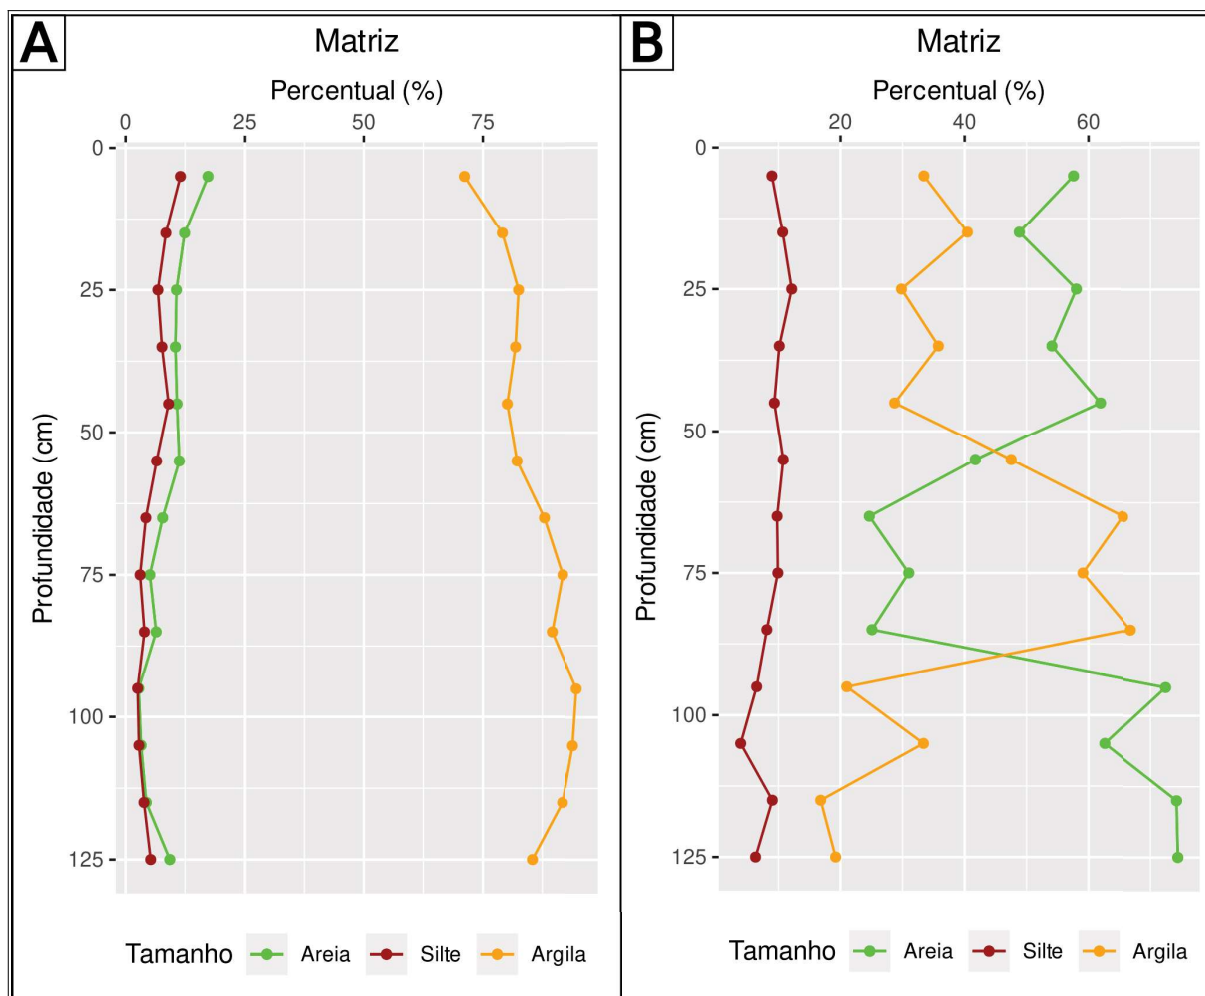 A
Matriz
Percentual (%)
0 25 50 75
0
25
50
75
100
125
Profundidade (cm)
Tamanho Areia Silte Argila
B
Matriz
Percentual (%)
20 40 60
0
25
50
75
100
125
Profundidade (cm)
Tamanho Areia Silte Argila